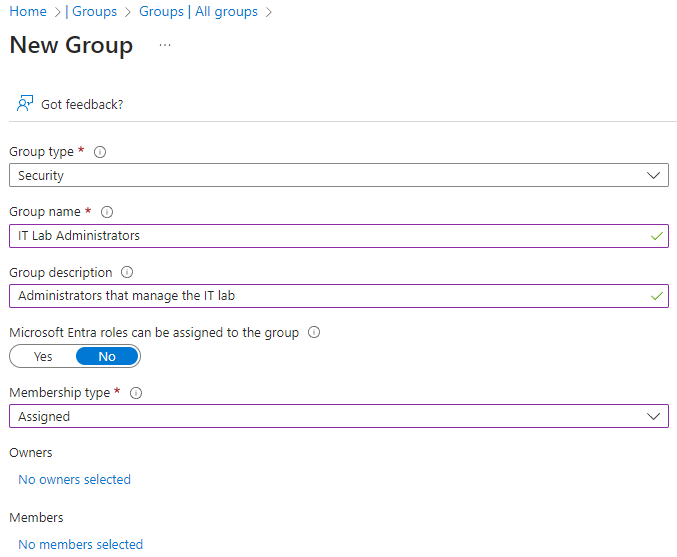 Home > | Groups > Groups | All groups >
New Group ...
Got feedback?
Group type *
Security
Group name *
IT Lab Administrators
Group description
Administrators that manage the IT lab
Microsoft Entra roles can be assigned to the group
Yes No
Membership type *
Assigned
Owners
No owners selected
Members
No members selected